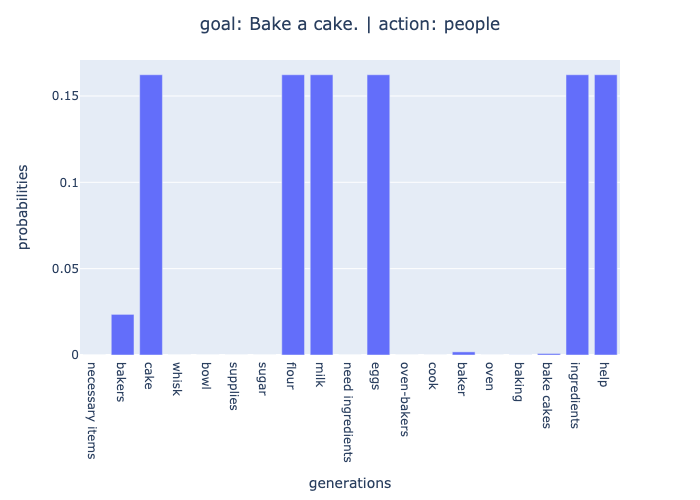 goal: Bake a cake. | action: people
probabilities
0.15
0.1
0.05
0
necessary items
bakers
cake
whisk
bowl
supplies
sugar
flour
milk
need ingredients
eggs
oven-bakers
cook
baker
oven
baking
bake cakes
ingredients
help
generations